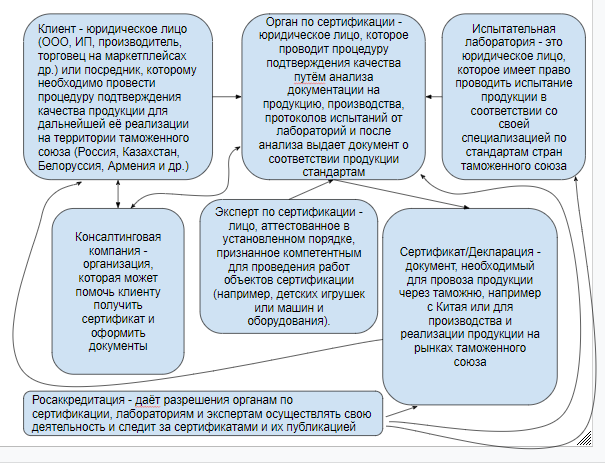 Клиент - юридическое лицо
(ООО, ИП, производитель,
торговец на маркетплейсах
др.) или посредник, которому
необходимо провести
процедуру подтверждения
качества продукции для
дальнейшей её реализации
на территории таможенного
союза (Россия, Казахстан,
Белоруссия, Армения и др.)
Орган по сертификации -
юридическое лицо, которое
проводит процедуру
подтверждения качества
путём анализа
документации на
продукцию, производства,
протоколов испытаний от
лабораторий и после
анализа выдает документ о
соответствии продукции
стандартам
Испытательная
лаборатория - это
юридическое лицо,
которое имеет право
проводить испытание
продукции в
соответствии со
своей
специализацией по
стандартам стран
таможенного союза
Консалтинговая
компания -
организация,
которая может
помочь клиенту
получить
сертификат и
оформить
документы
Эксперт по сертификации -
лицо, аттестованное в
установленном порядке,
признанное компетентным
для проведения работ
объектов сертификации
(например, детских игрушек
или машин и
оборудования).
Сертификат/Декларация -
документ, необходимый
для провоза продукции
через таможню, например
с Китая или для
производства и
реализации продукции на
рынках таможенного
союза
Росаккредитация - даёт разрешения органам по
сертификации, лабораториям и экспертам осуществлять свою
деятельность и следит за сертификатами и их публикацией